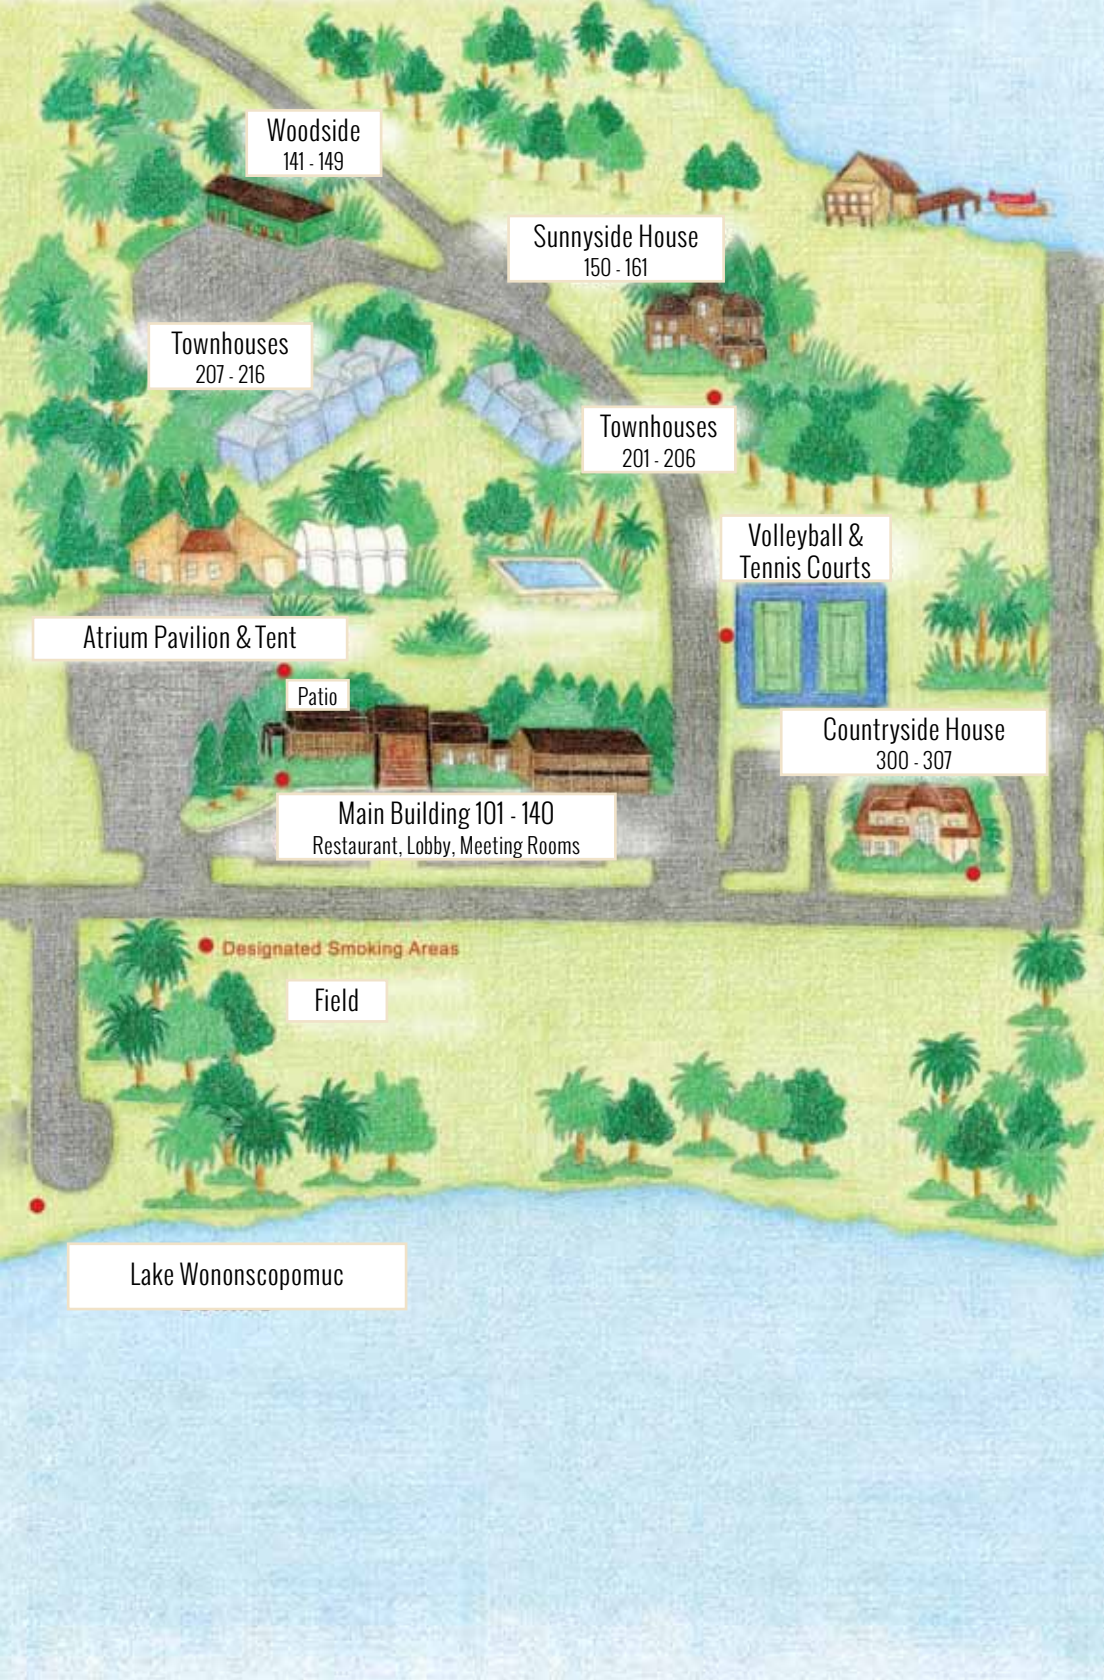 Woodside
141 - 149
Sunnyside House
150 - 161
Townhouses
207 - 216
Townhouses
201 - 206
Volleyball &
Tennis Courts
Atrium Pavilion & Tent
Patio
Countryside House
300 - 307
Main Building 101 - 140
Restaurant, Lobby, Meeting Rooms
Designated Smoking Areas
Field
Lake Wononscopomuc